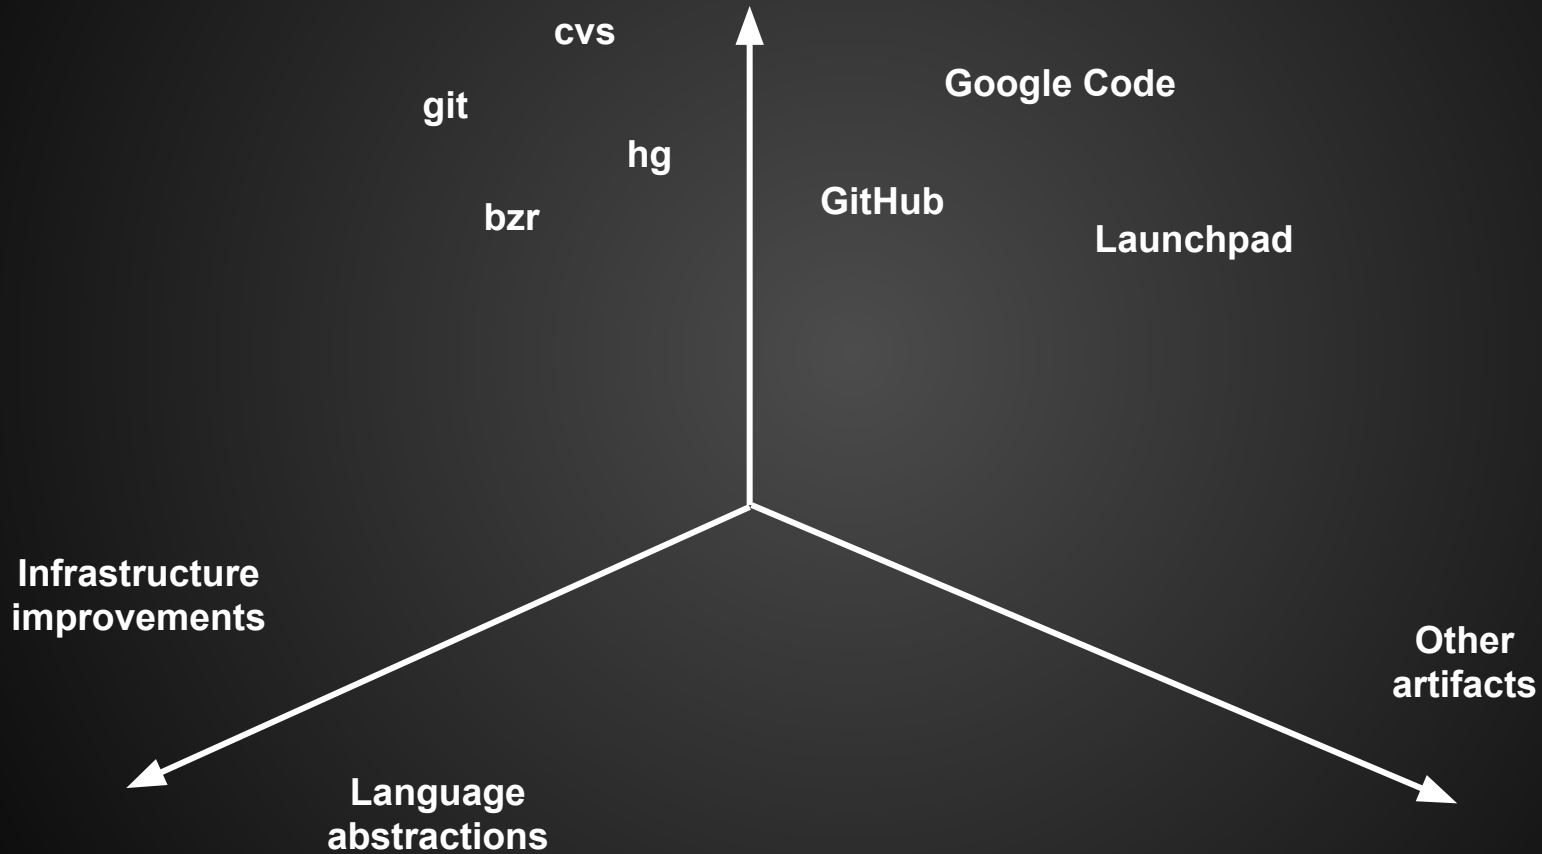 cvs
Google Code
git
hg
GitHub
bzr
Launchpad
Infrastructure
improvements
Other
artifacts
Language
abstractions